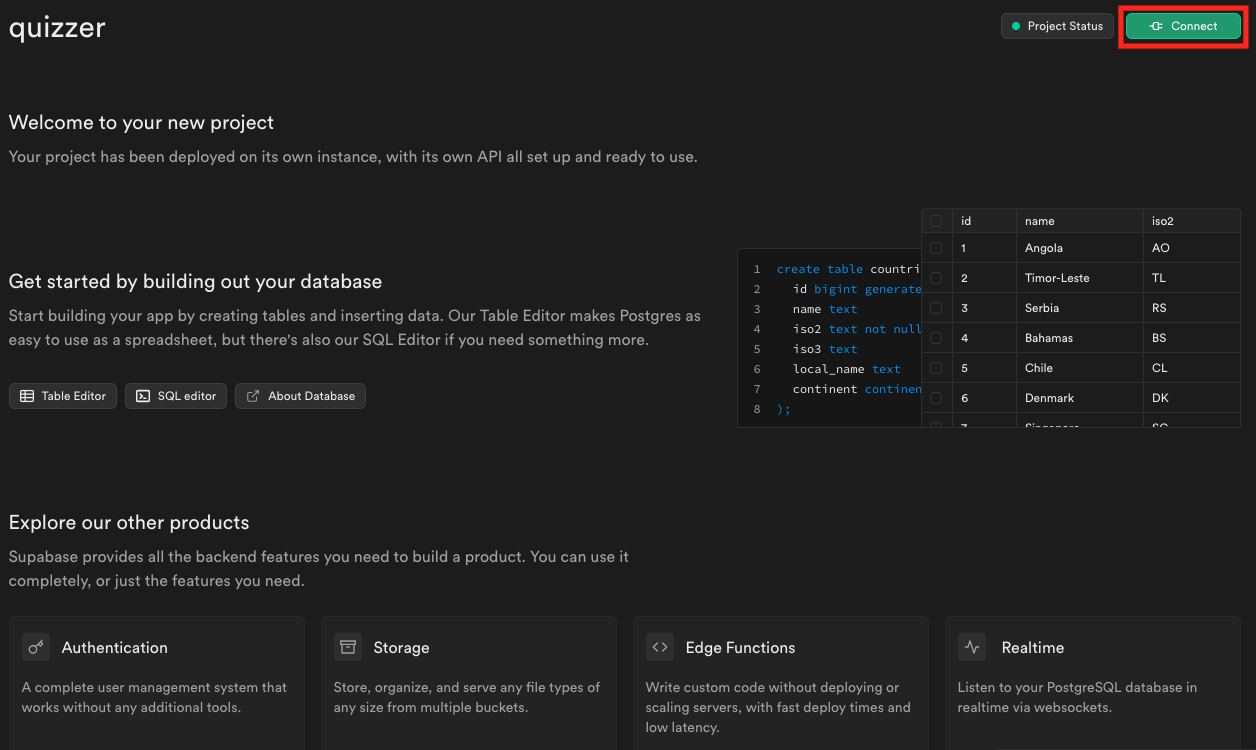 quizzer
Project Status
Connect
Welcome to your new project
Your project has been deployed on its own instance, with its own API all set up and ready to use.
Get started by building out your database
Start building your app by creating tables and inserting data. Our Table Editor makes Postgres as
easy to use as a spreadsheet, but there's also our SQL Editor if you need something more.
Table Editor
SQL editor
About Database
1 create table countri
2 id bigint generate
3 name text
4 iso2 text not null
5 iso3 text
6 local_name text
7 continent continen
8 );
id name iso2
1 Angola AO
2 Timor-Leste TL
3 Serbia RS
4 Bahamas BS
5 Chile CL
6 Denmark DK
7 Singapore SG
Explore our other products
Supabase provides all the backend features you need to build a product. You can use it
completely, or just the features you need.
Authentication
A complete user management system that
works without any additional tools.
Storage
Store, organize, and serve any file types of
any size from multiple buckets.
Edge Functions
Write custom code without deploying or
scaling servers, with fast deploy times and
low latency.
Realtime
Listen to your PostgreSQL database in
realtime via websockets.